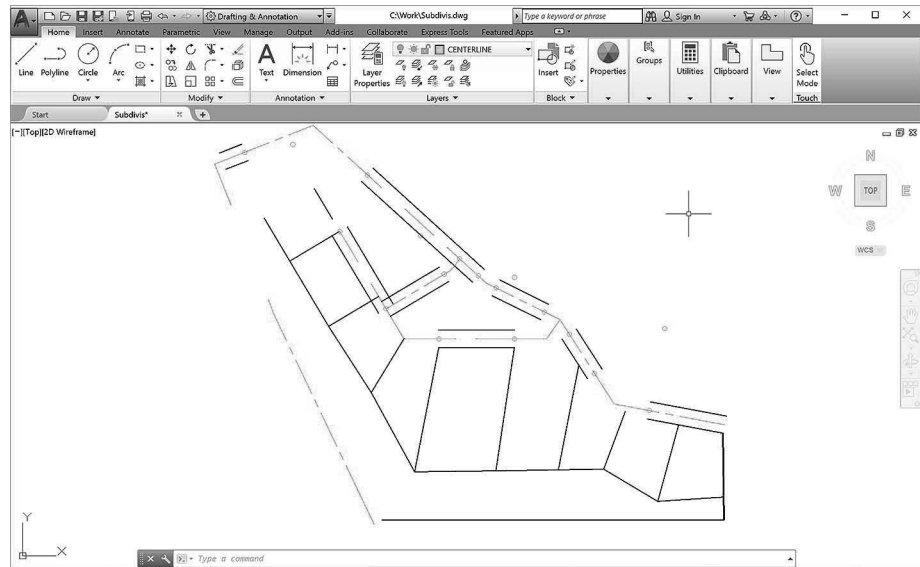 A
Drafting & Annotation
C:\Work\Subdivis.dwg
Type a keyword or phrase
Sign In
Home Insert Annotate Parametric View Manage Output Add-ins Collaborate Express Tools Featured Apps
CENTERLINE
Line Polyline Circle Arc
Text Dimension
Layer Properties
Insert
Properties
Groups
Utilities
Clipboard
View
Select Mode
Draw Modify Annotation Layers Block Touch
Start Subdivis*
[−][Top][2D Wireframe]
N
W TOP E
S
WCS
Y
X
Type a command